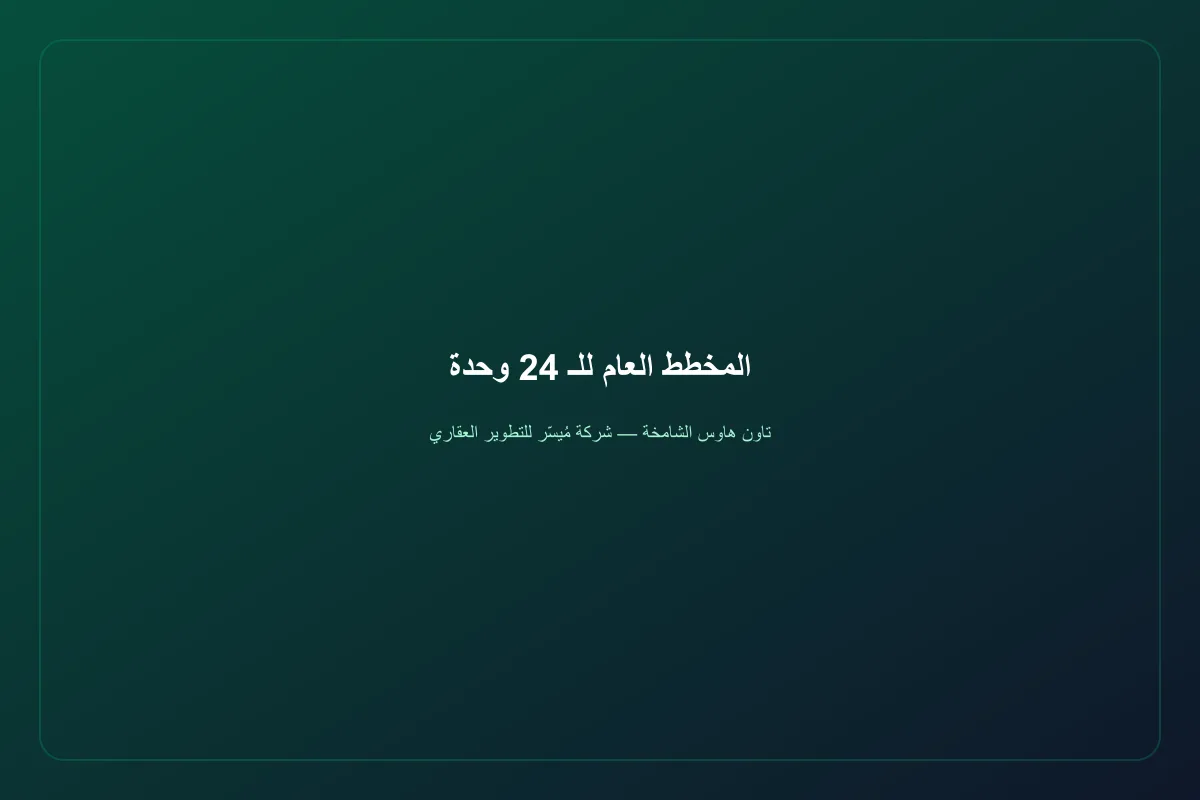 المخطط العام للـ 24 وحدة
تاون هاوس الشامخة — شركة مُيسّر للتطوير العقاري